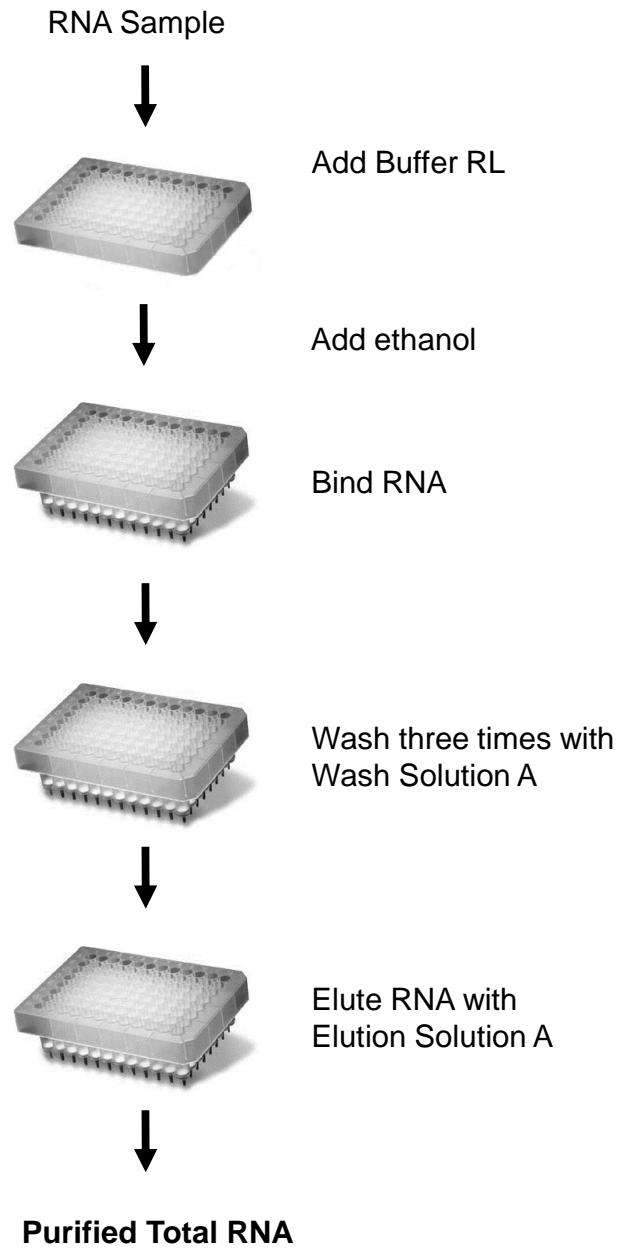 RNA Sample
Add Buffer RL
Add ethanol
Bind RNA
Wash three times with
Wash Solution A
Elute RNA with
Elution Solution A
Purified Total RNA